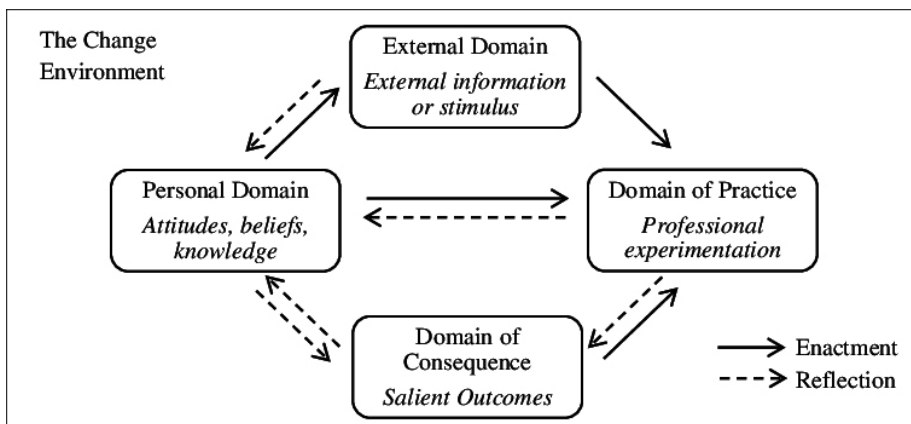 The Change
Environment
External Domain
External information
or stimulus
Personal Domain
Attitudes, beliefs,
knowledge
Domain of Practice
Professional
experimentation
Domain of
Consequence
Salient Outcomes
Enactment
Reflection